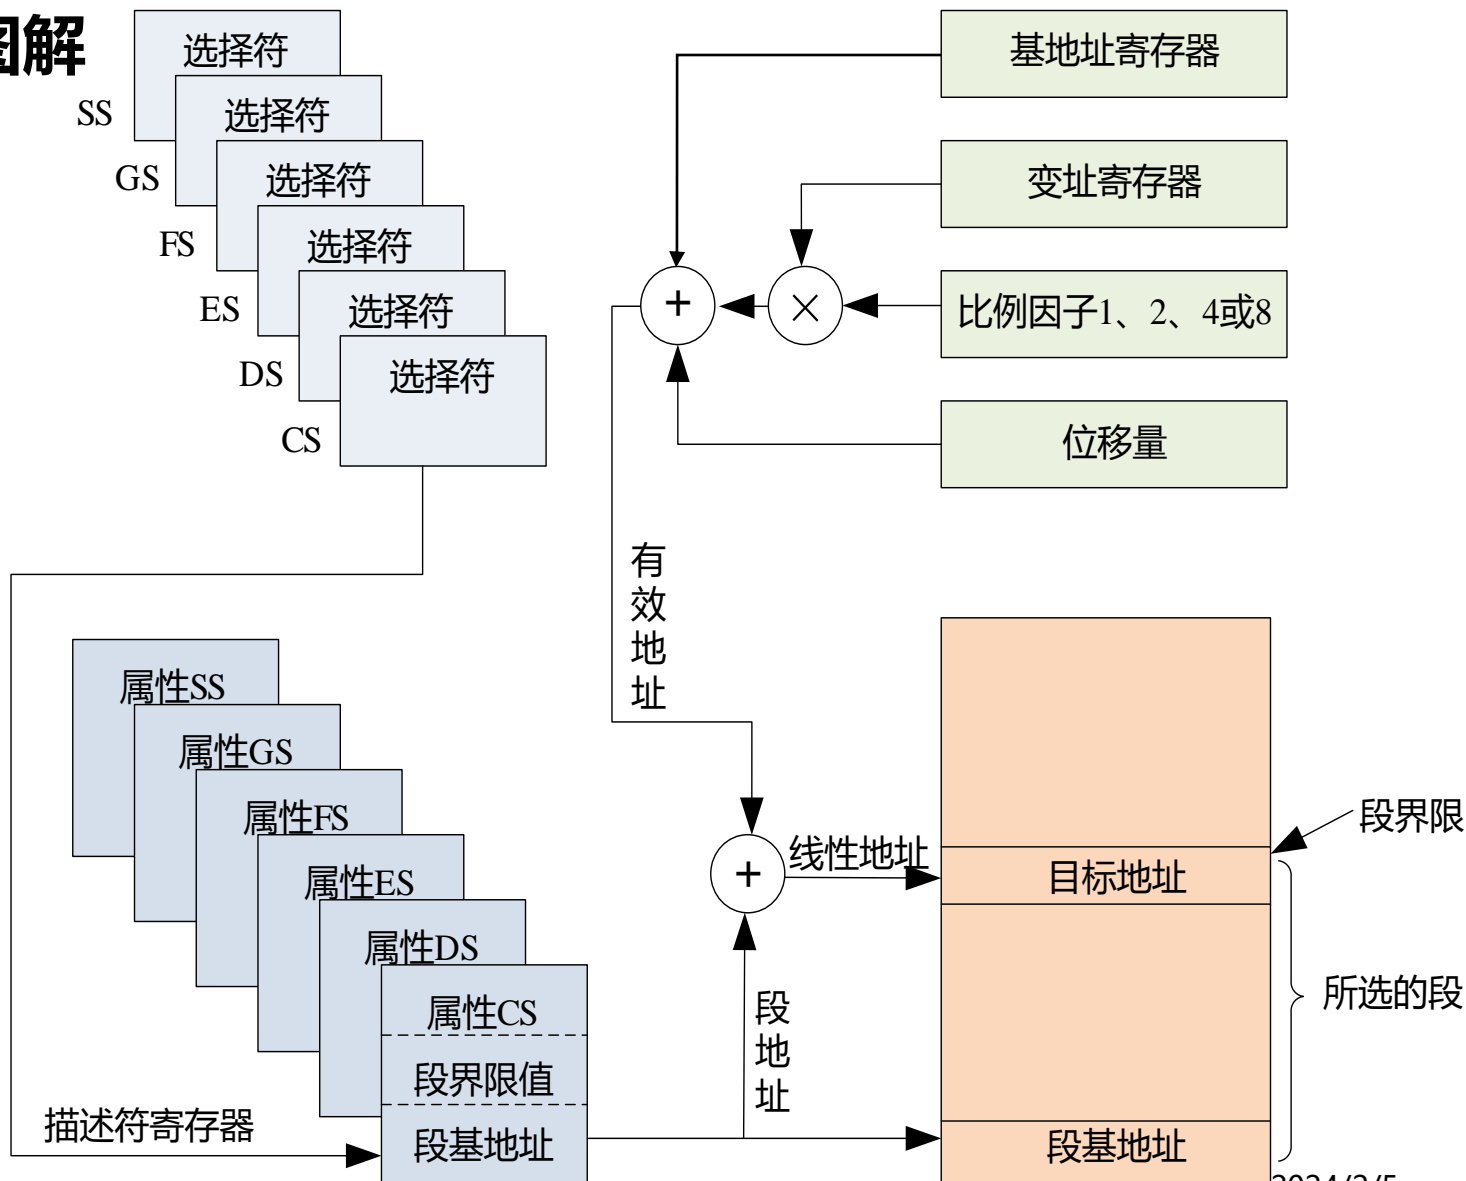 图解
选择符
SS
选择符
GS
选择符
FS
选择符
ES
选择符
DS
选择符
CS
基地址寄存器
变址寄存器
比例因子1、2、4或8
位移量
+
×
有效地址
属性SS
属性GS
属性FS
属性ES
属性DS
属性CS
段界限值
段基地址
描述符寄存器
+
线性地址
段地址
目标地址
段基地址
段界限
所选的段